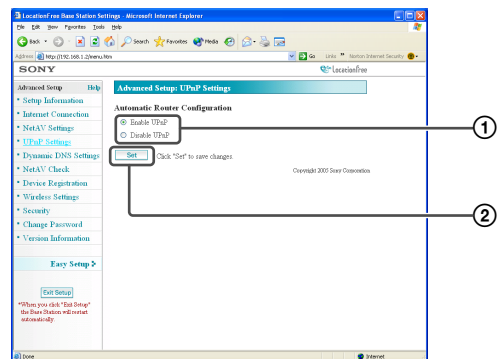 LocationFree Base Station Settings - Microsoft Internet Explorer
File Edit View Favorites Tools Help
Back Search Favorites Media
Address http://192.168.1.2/menu.htm Go Links » Norton Internet Security
SONY LocationFree
Advanced Setup Help
Advanced Setup: UPnP Settings
* Setup Information
* Internet Connection
* NetAV Settings
* UPnP Settings
* Dynamic DNS Settings
* NetAV Check
* Device Registration
* Wireless Settings
* Security
* Change Password
* Version Information
Easy Setup
Exit Setup
*When you click "Exit Setup"
the Base Station will restart
automatically.
Automatic Router Configuration
Enable UPnP
Disable UPnP
Set Click "Set" to save changes.
Copyright 2005 Sony Corporation
①
②
Done Internet